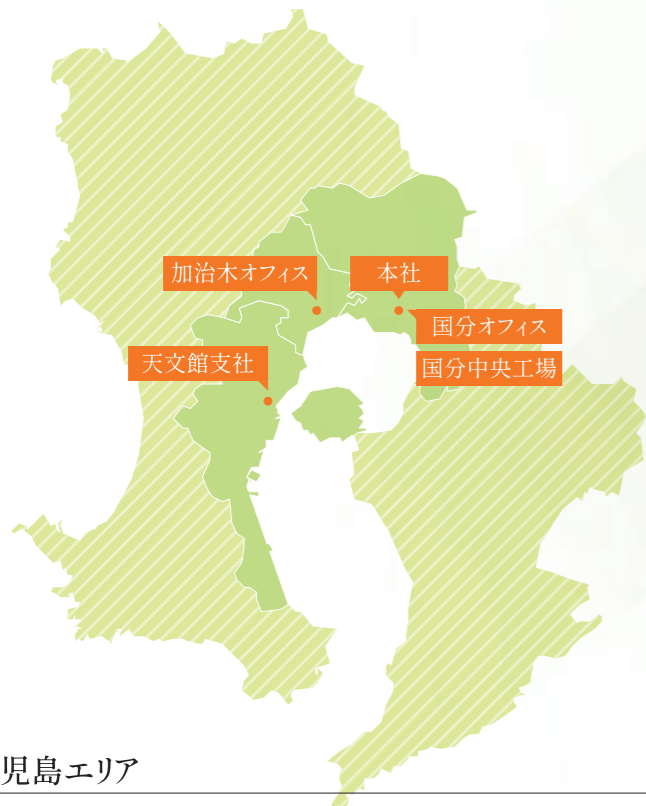 加治木オフィス
本社
国分オフィス
天文館支社
国分中央工場
児島エリア